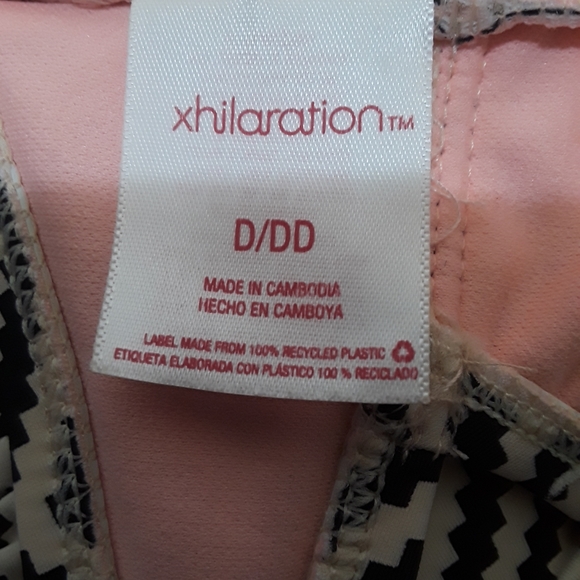 xhilaration™
D/DD
MADE IN CAMBODIA
HECHO EN CAMBOYA
LABEL MADE FROM 100% RECYCLED PLASTIC
ETIQUETA ELABORADA CON PLÁSTICO 100 % RECICLADO